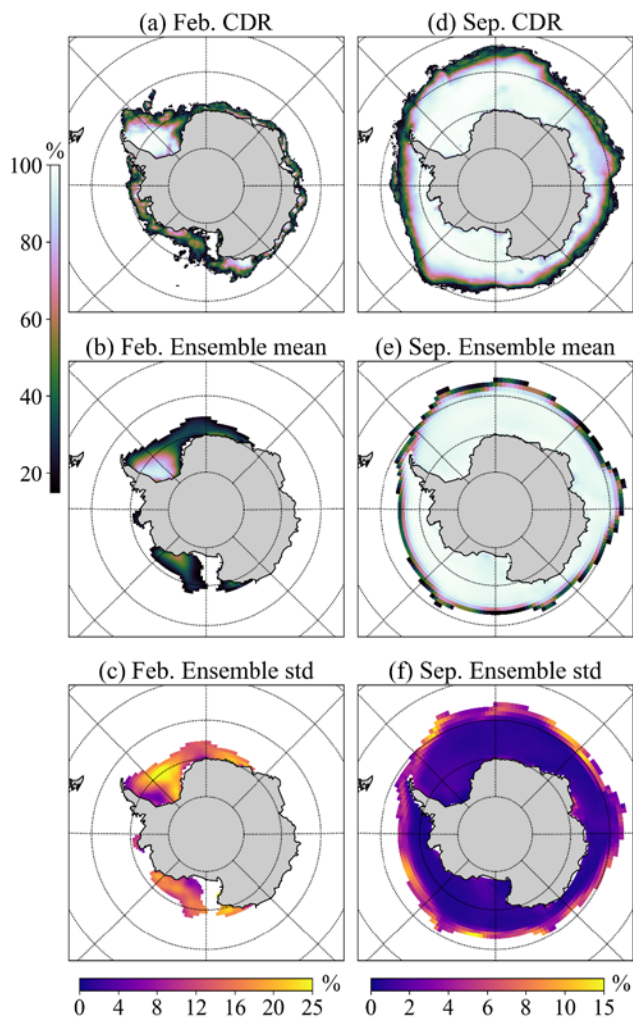 (a) Feb. CDR
(d) Sep. CDR
%
100
80
60
40
20
(b) Feb. Ensemble mean
(e) Sep. Ensemble mean
(c) Feb. Ensemble std
(f) Sep. Ensemble std
0 4 8 12 16 20 25 %
0 2 4 6 8 10 12 15 %